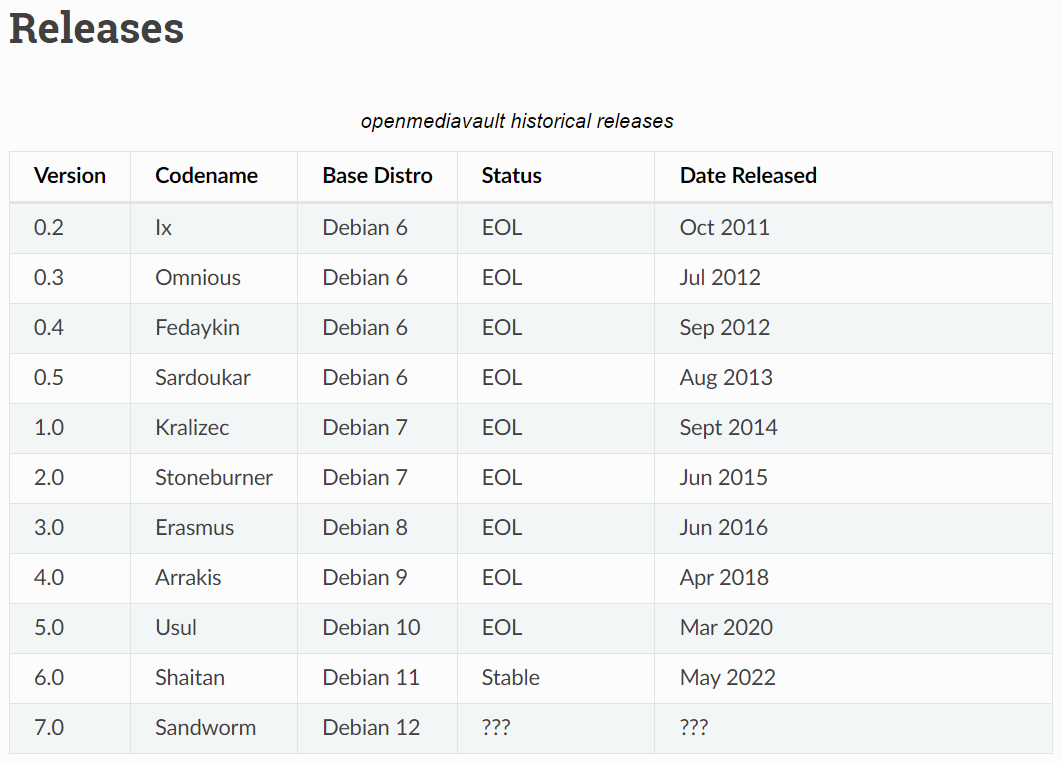 Releases
openmediavault historical releases
Version Codename Base Distro Status Date Released
0.2 Ix Debian 6 EOL Oct 2011
0.3 Omnious Debian 6 EOL Jul 2012
0.4 Fedaykin Debian 6 EOL Sep 2012
0.5 Sardoukar Debian 6 EOL Aug 2013
1.0 Kralizec Debian 7 EOL Sept 2014
2.0 Stoneburner Debian 7 EOL Jun 2015
3.0 Erasmus Debian 8 EOL Jun 2016
4.0 Arrakis Debian 9 EOL Apr 2018
5.0 Usul Debian 10 EOL Mar 2020
6.0 Shaitan Debian 11 Stable May 2022
7.0 Sandworm Debian 12 ??? ???